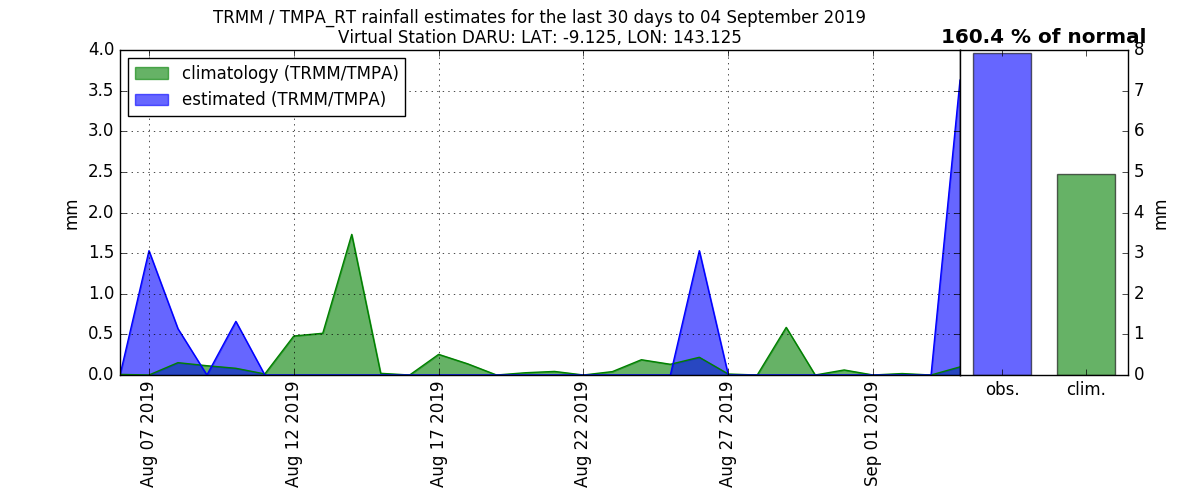 TRMM / TMPA_RT rainfall estimates for the last 30 days to 04 September 2019
Virtual Station DARU: LAT: -9.125, LON: 143.125
160.4 % of normal
climatology (TRMM/TMPA)
estimated (TRMM/TMPA)
mm
4.0
3.5
3.0
2.5
2.0
1.5
1.0
0.5
0.0
Aug 07 2019
Aug 12 2019
Aug 17 2019
Aug 22 2019
Aug 27 2019
Sep 01 2019
obs.
clim.
8
7
6
5
4
3
2
1
0
mm